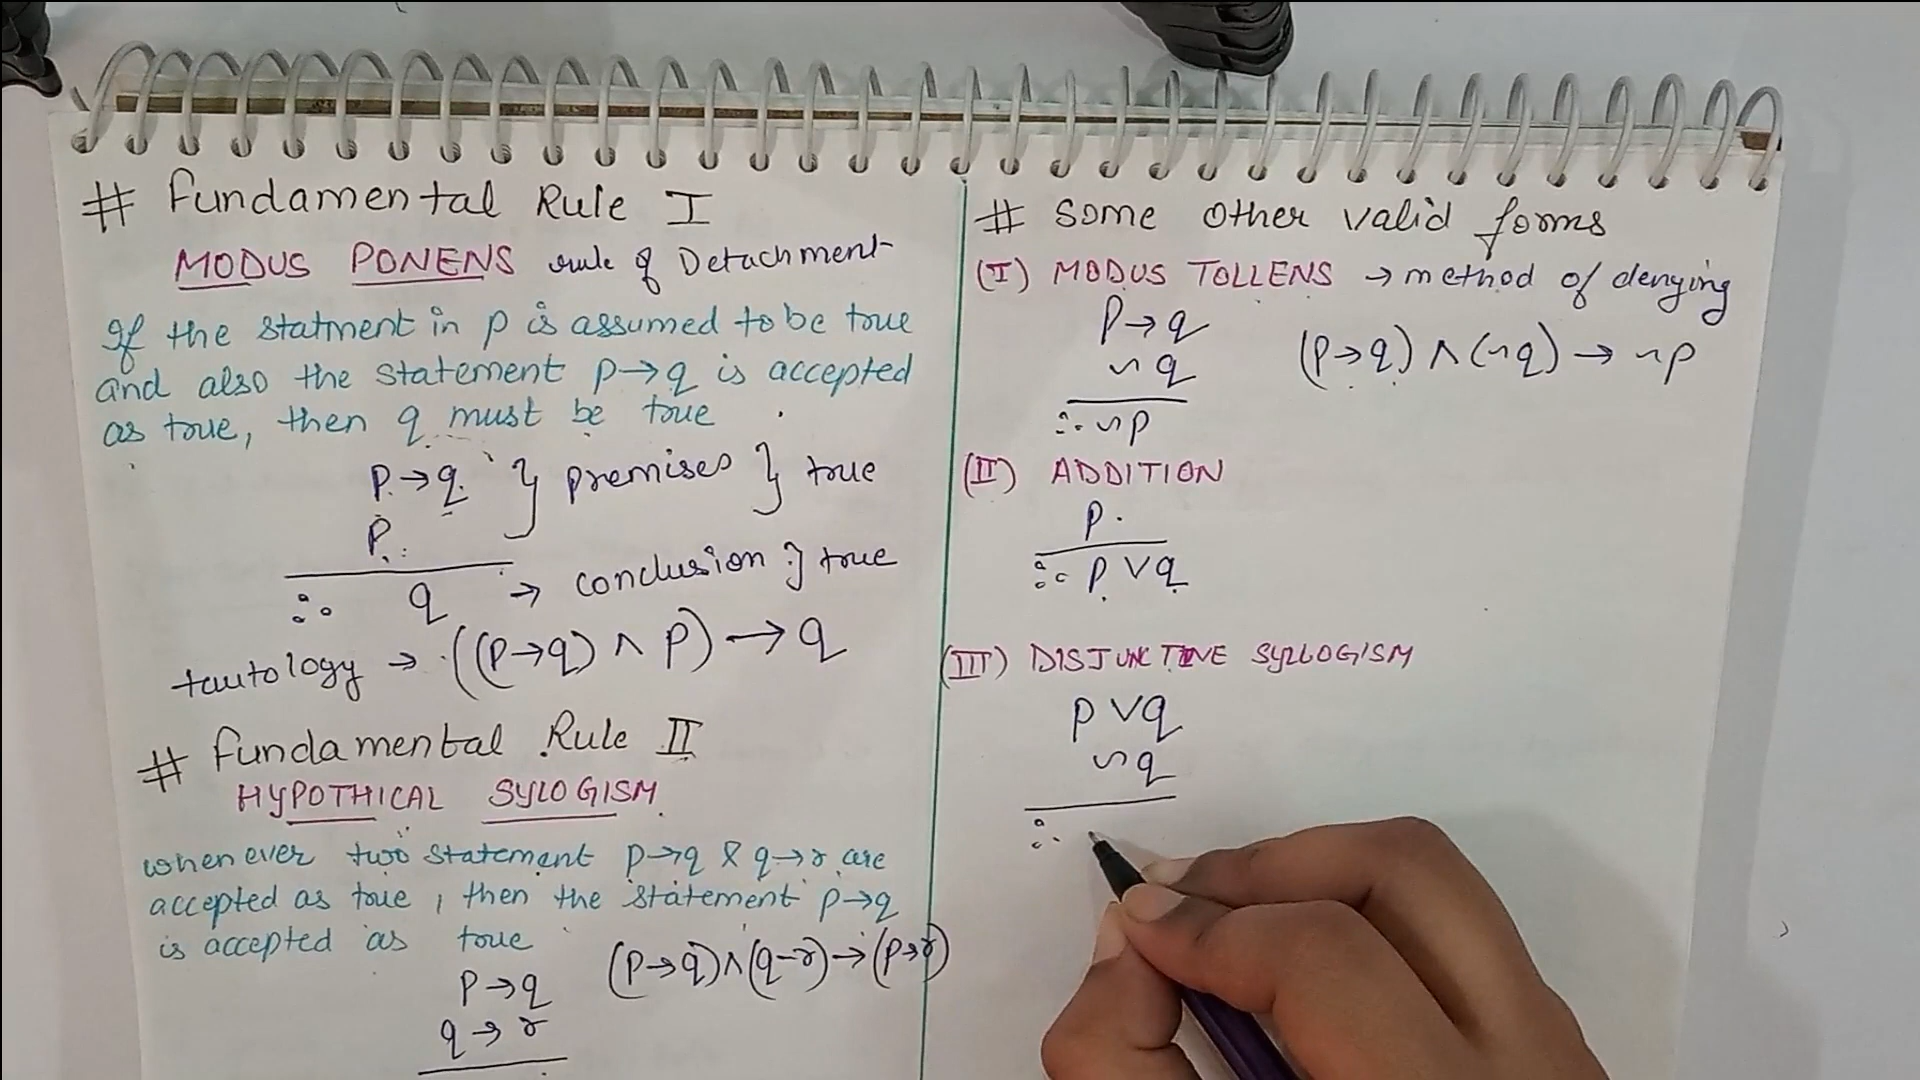 # Fundamental Rule I
MODUS PONENS rule of Detachment
If the statment in p is assumed to be true
and also the statement p→q is accepted
as true, then q must be true
p→q } premises } true
p
∴ q → conclusion } true
tautology → ((p→q) ∧ p) → q
# Fundamental Rule II
HYPOTHICAL SYLOGISM
whenever two statement p→q & q→r are
accepted as true, then the statement p→q
is accepted as true
(p→q)∧(q-r)→(p→r)
p→q
q→r
# Some Other valid forms
(I) MODUS TOLLENS → method of denying
p→q
~q
∴ ~p
(p→q) ∧ (~q) → ~p
(II) ADDITION
p
∴ p ∨ q
(III) DISJUNCTIVE SYLLOGISM
p ∨ q
~q
∴